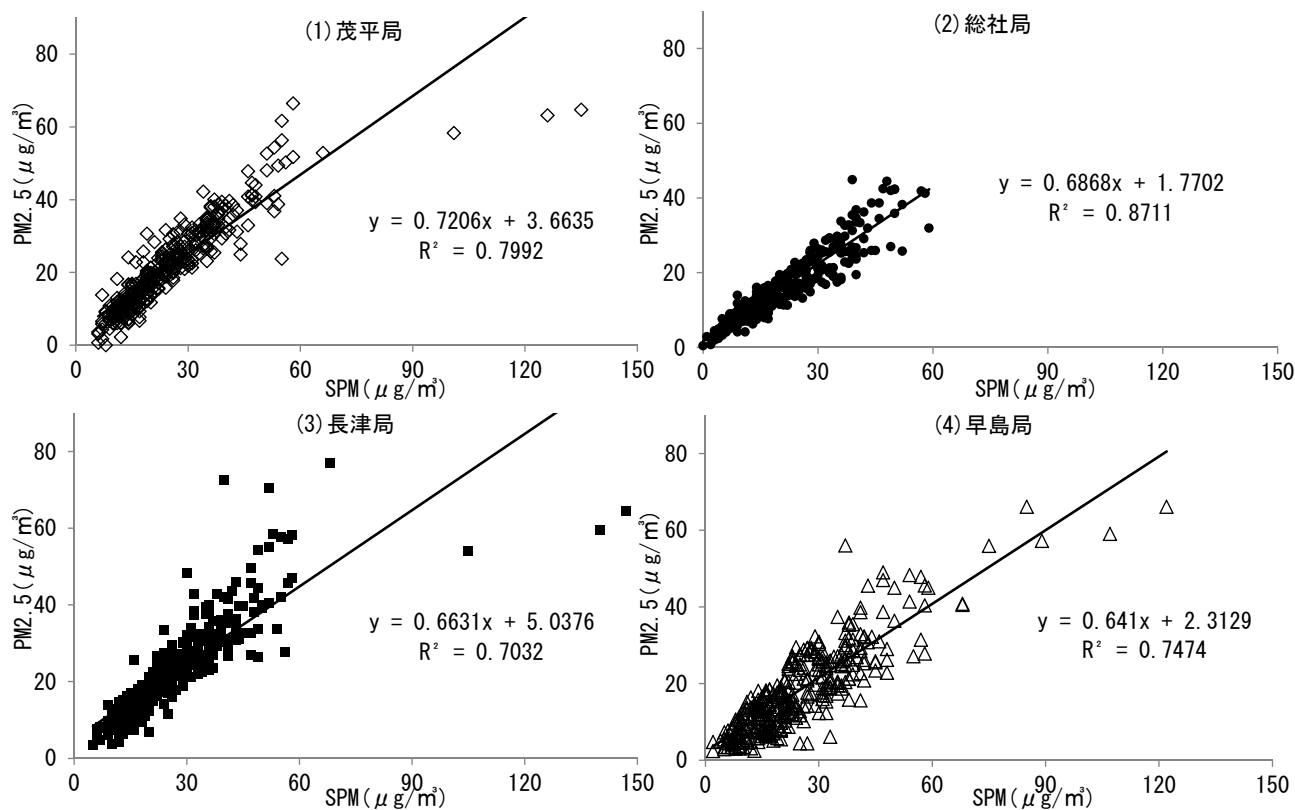 (1)茂平局
80
60
40
20
0
PM2.5(μg/㎥)
y = 0.7206x + 3.6635
R² = 0.7992
0 30 60 90 120 150
SPM(μg/㎥)
(2)総社局
80
60
40
20
0
PM2.5(μg/㎥)
y = 0.6868x + 1.7702
R² = 0.8711
0 30 60 90 120 150
SPM(μg/㎥)
(3)長津局
80
60
40
20
0
PM2.5(μg/㎥)
y = 0.6631x + 5.0376
R² = 0.7032
0 30 60 90 120 150
SPM(μg/㎥)
(4)早島局
80
60
40
20
0
PM2.5(μg/㎥)
y = 0.641x + 2.3129
R² = 0.7474
0 30 60 90 120 150
SPM(μg/㎥)